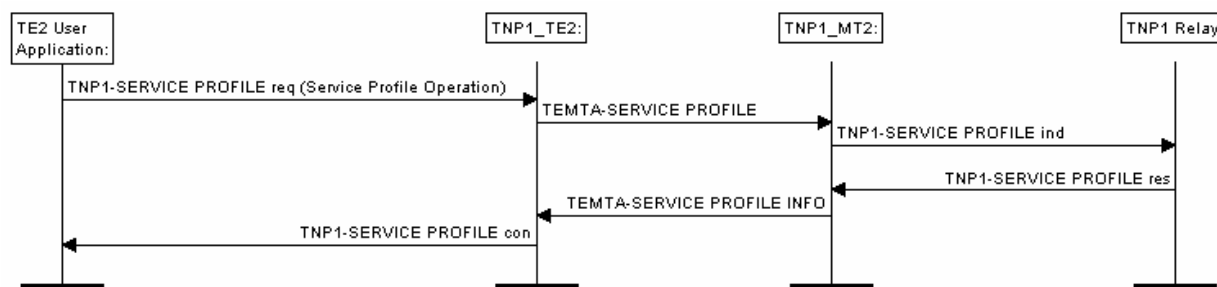 TE2 User
Application:
TNP1_TE2:
TNP1_MT2:
TNP1 Relay
TNP1-SERVICE PROFILE req (Service Profile Operation)
TEMTA-SERVICE PROFILE
TNP1-SERVICE PROFILE ind
TNP1-SERVICE PROFILE res
TEMTA-SERVICE PROFILE INFO
TNP1-SERVICE PROFILE con